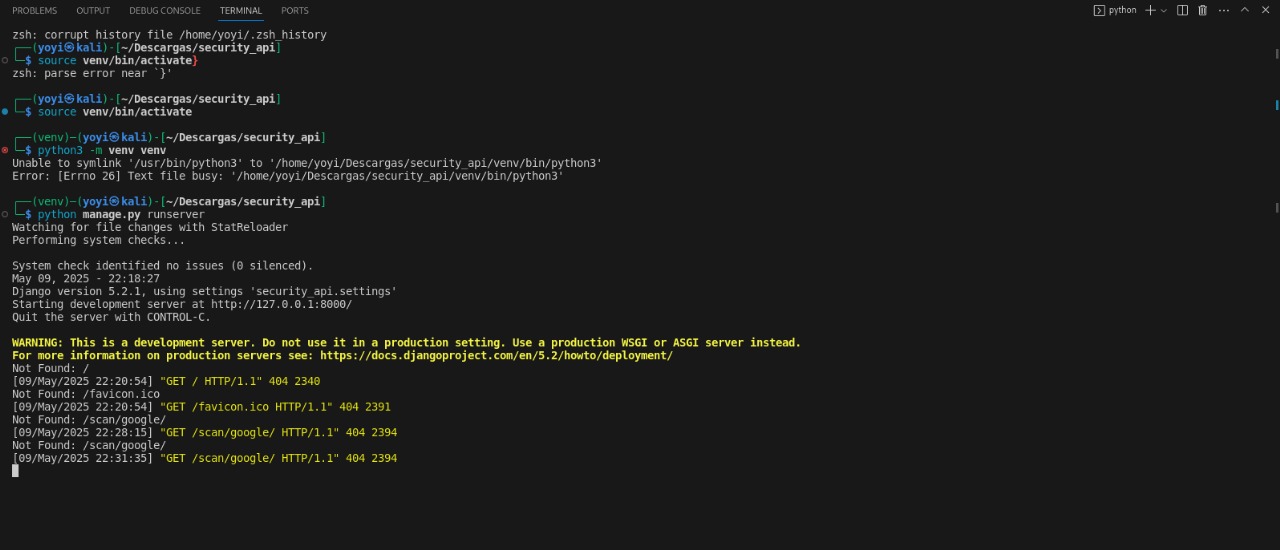 PROBLEMS OUTPUT DEBUG CONSOLE TERMINAL PORTS python
zsh: corrupt history file /home/yoyi/.zsh_history
┌──(yoyi㉿kali)-[~/Descargas/security_api]
└─$ source venv/bin/activate}
zsh: parse error near `}'
┌──(yoyi㉿kali)-[~/Descargas/security_api]
└─$ source venv/bin/activate
┌──(venv)─(yoyi㉿kali)-[~/Descargas/security_api]
└─$ python3 -m venv venv
Unable to symlink '/usr/bin/python3' to '/home/yoyi/Descargas/security_api/venv/bin/python3'
Error: [Errno 26] Text file busy: '/home/yoyi/Descargas/security_api/venv/bin/python3'
┌──(venv)─(yoyi㉿kali)-[~/Descargas/security_api]
└─$ python manage.py runserver
Watching for file changes with StatReloader
Performing system checks...
System check identified no issues (0 silenced).
May 09, 2025 - 22:18:27
Django version 5.2.1, using settings 'security_api.settings'
Starting development server at http://127.0.0.1:8000/
Quit the server with CONTROL-C.
WARNING: This is a development server. Do not use it in a production setting. Use a production WSGI or ASGI server instead.
For more information on production servers see: https://docs.djangoproject.com/en/5.2/howto/deployment/
Not Found: /
[09/May/2025 22:20:54] "GET / HTTP/1.1" 404 2340
Not Found: /favicon.ico
[09/May/2025 22:20:54] "GET /favicon.ico HTTP/1.1" 404 2391
Not Found: /scan/google/
[09/May/2025 22:28:15] "GET /scan/google/ HTTP/1.1" 404 2394
Not Found: /scan/google/
[09/May/2025 22:31:35] "GET /scan/google/ HTTP/1.1" 404 2394